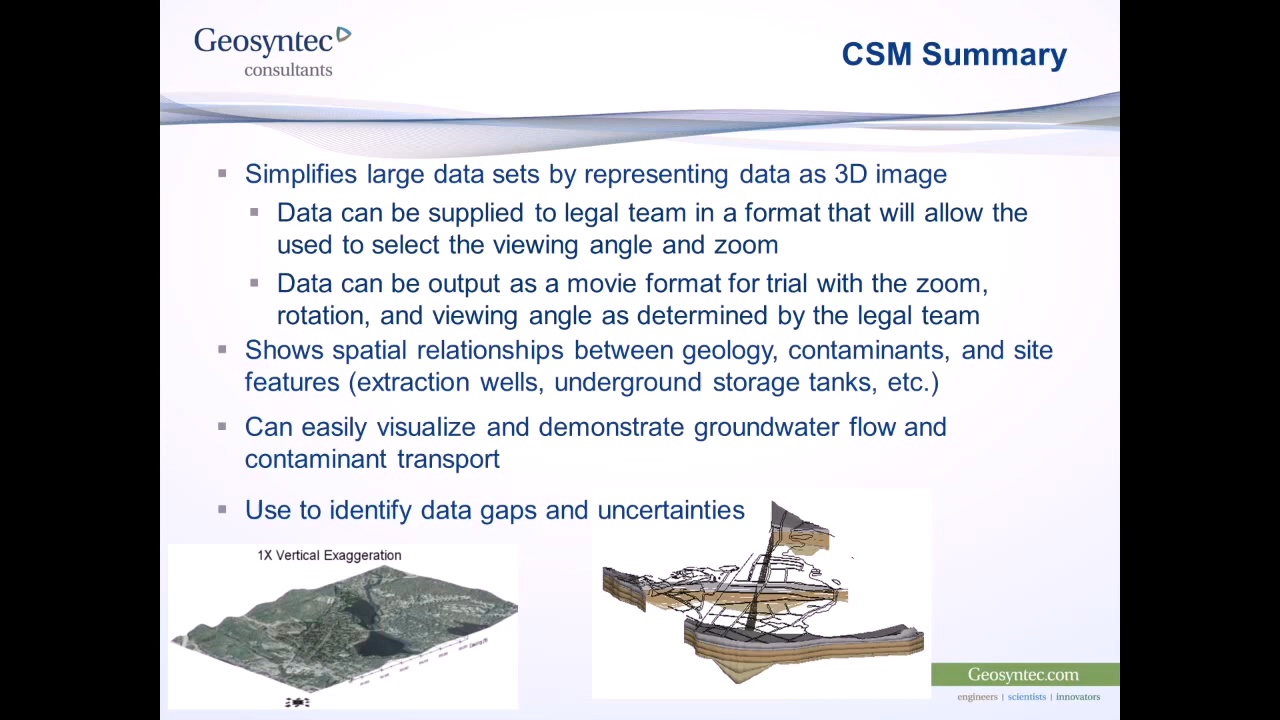 Geosyntec
consultants
CSM Summary
▪ Simplifies large data sets by representing data as 3D image
▪ Data can be supplied to legal team in a format that will allow the
used to select the viewing angle and zoom
▪ Data can be output as a movie format for trial with the zoom,
rotation, and viewing angle as determined by the legal team
▪ Shows spatial relationships between geology, contaminants, and site
features (extraction wells, underground storage tanks, etc.)
▪ Can easily visualize and demonstrate groundwater flow and
contaminant transport
▪ Use to identify data gaps and uncertainties
1X Vertical Exaggeration
Geosyntec.com
engineers | scientists | innovators